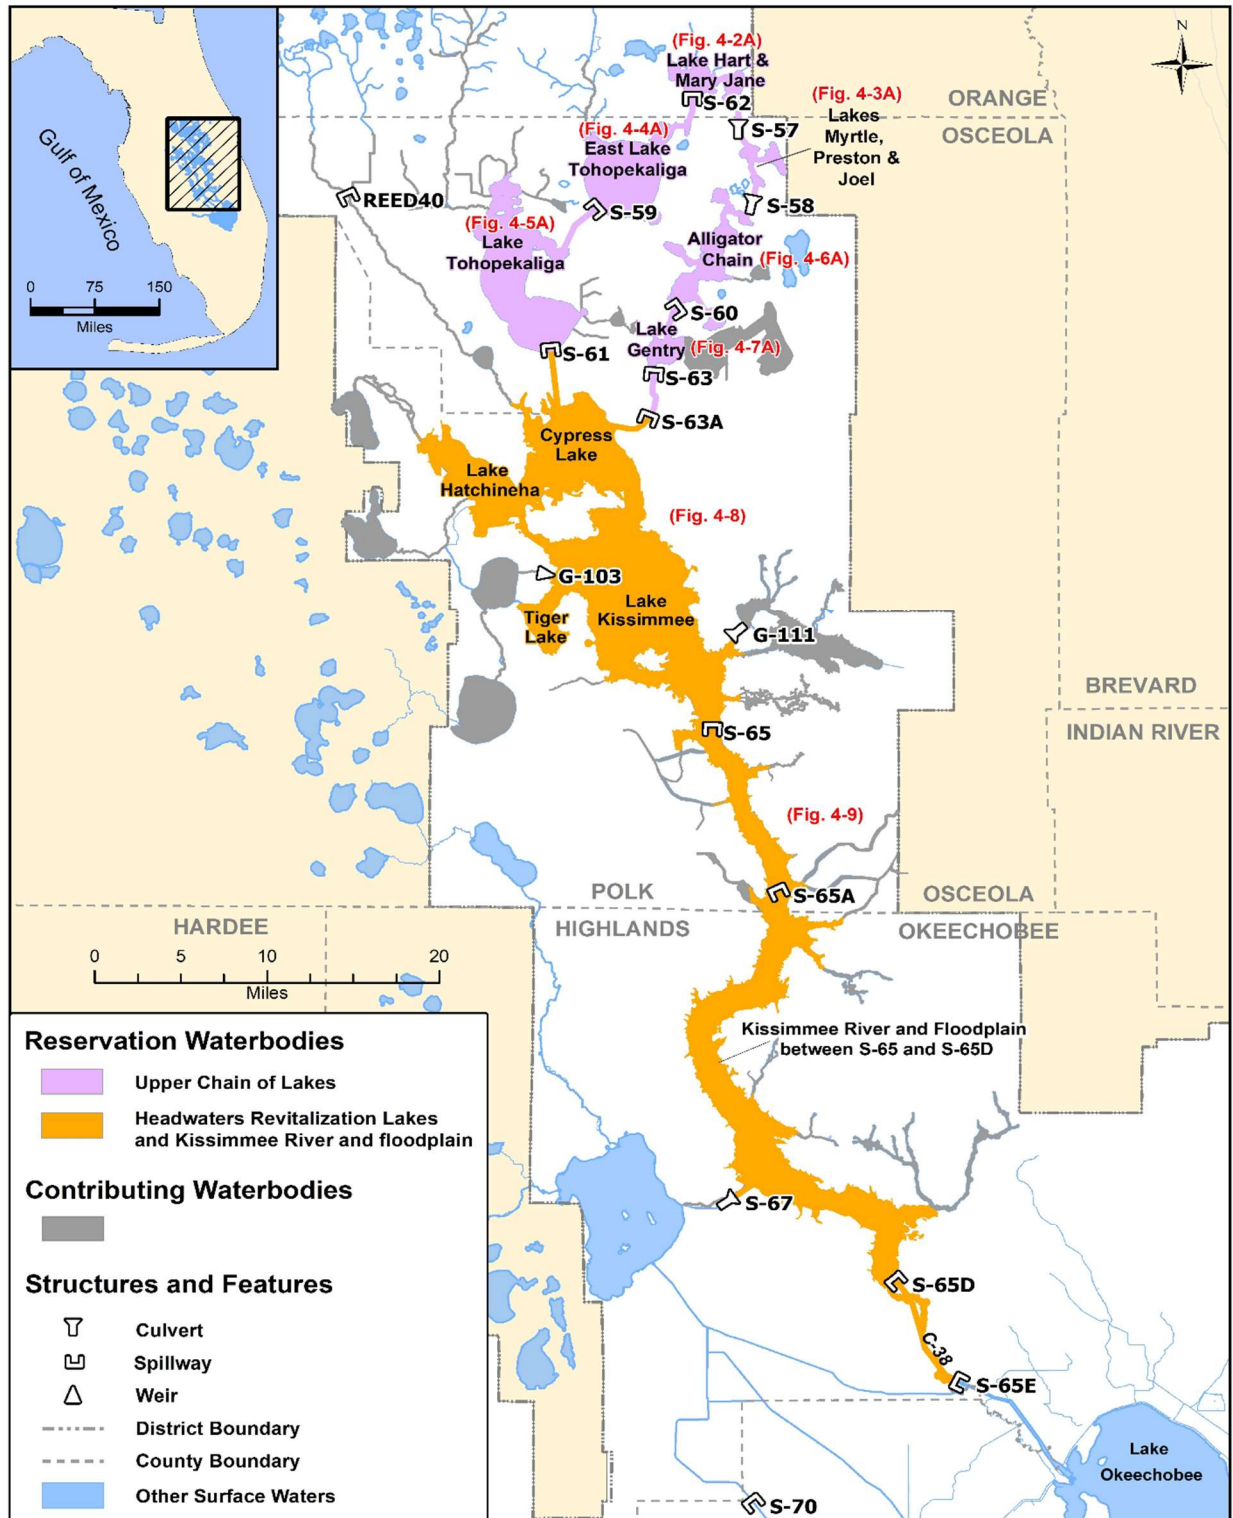 N
(Fig. 4-2A)
Lake Hart &
Mary Jane
S-62
(Fig. 4-3A)
Lakes
Myrtle,
Preston &
Joel
ORANGE
OSCEOLA
S-57
(Fig. 4-4A)
East Lake
Tohopekaliga
Gulf of Mexico
REED40
S-59
S-58
(Fig. 4-5A)
Lake
Tohopekaliga
Alligator
Chain
(Fig. 4-6A)
0 75 150
Miles
S-60
Lake
Gentry
(Fig. 4-7A)
S-61
S-63
S-63A
Cypress
Lake
Lake
Hatchineha
(Fig. 4-8)
G-103
Lake
Kissimmee
Tiger
Lake
G-111
BREVARD
INDIAN RIVER
S-65
(Fig. 4-9)
POLK
S-65A
OSCEOLA
HARDEE
HIGHLANDS
OKEECHOBEE
0 5 10 20
Miles
Kissimmee River and Floodplain
between S-65 and S-65D
Reservation Waterbodies
Upper Chain of Lakes
Headwaters Revitalization Lakes
and Kissimmee River and floodplain
Contributing Waterbodies
Structures and Features
Culvert
Spillway
Weir
District Boundary
County Boundary
Other Surface Waters
S-67
S-65D
C-38
S-65E
Lake
Okeechobee
S-70